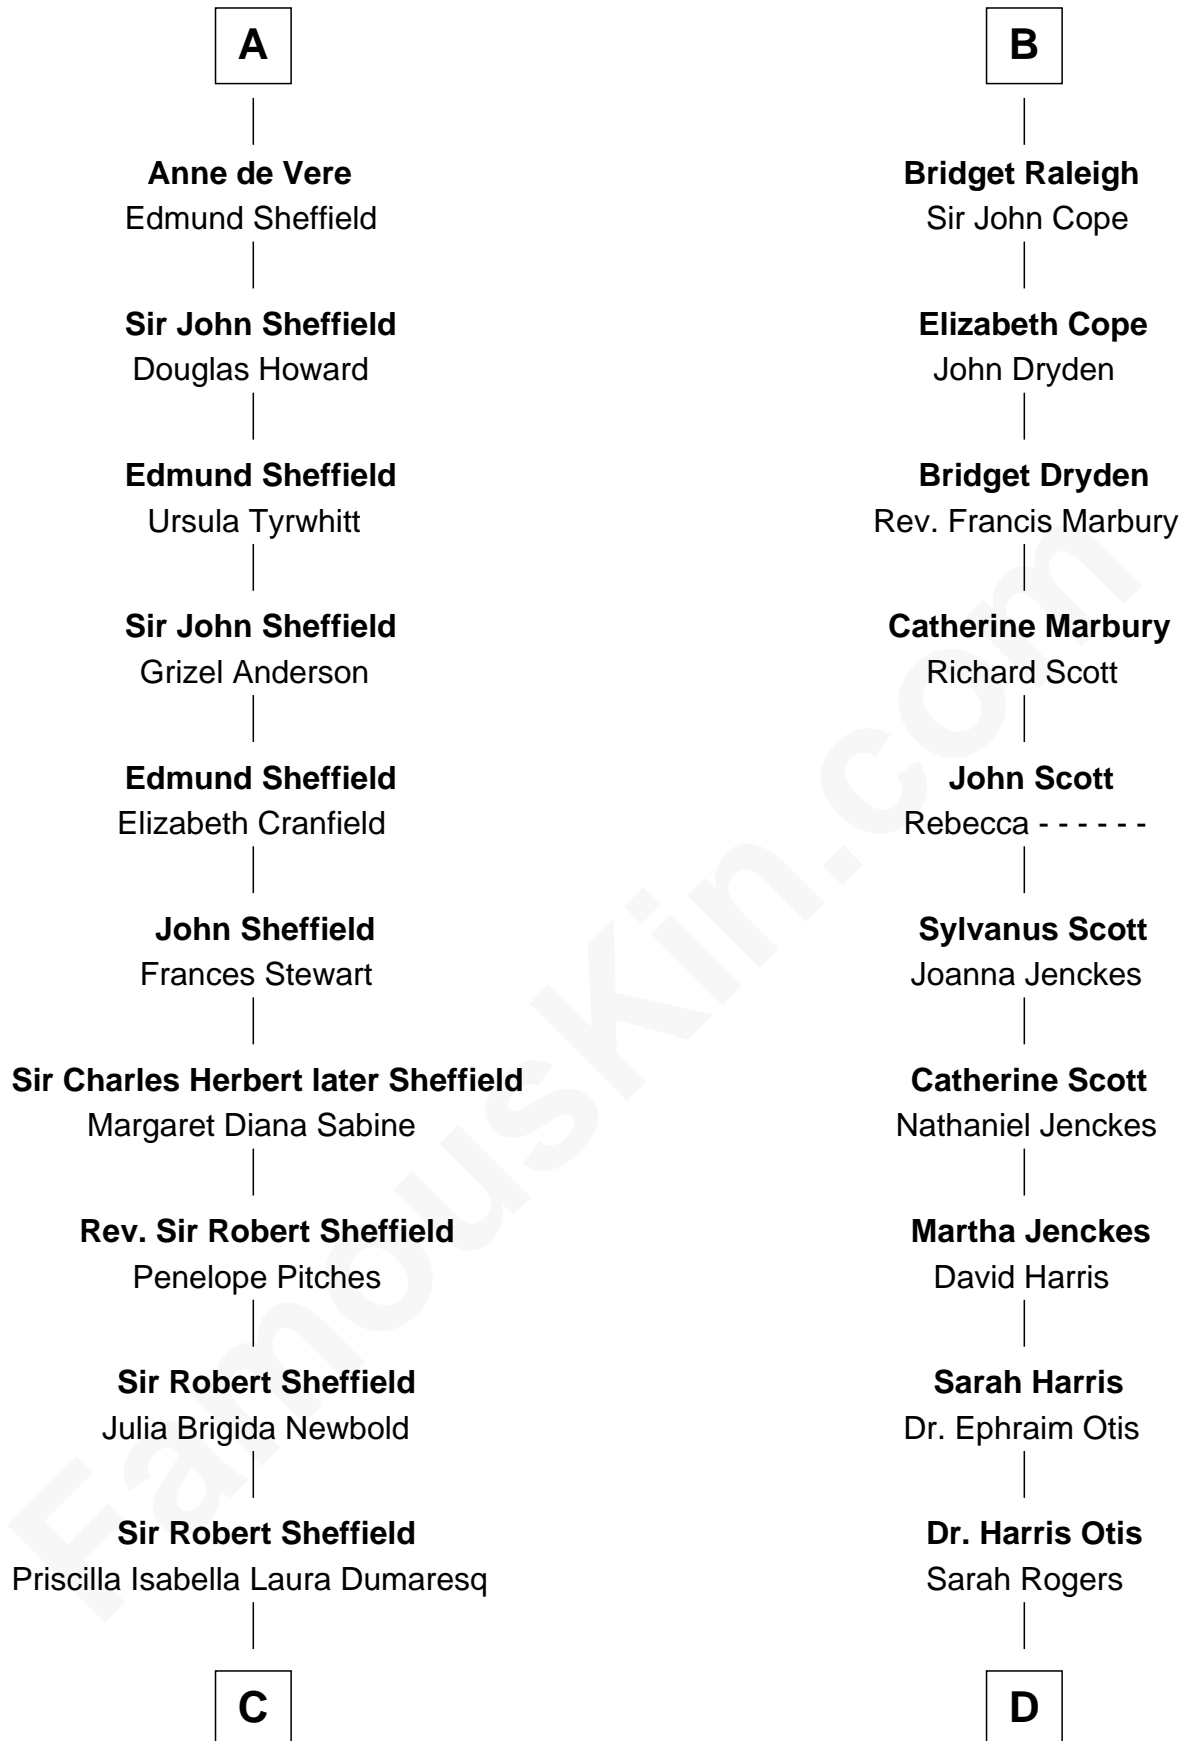 A
Anne de Vere
Edmund Sheffield
Sir John Sheffield
Douglas Howard
Edmund Sheffield
Ursula Tyrwhitt
Sir John Sheffield
Grizel Anderson
Edmund Sheffield
Elizabeth Cranfield
John Sheffield
Frances Stewart
Sir Charles Herbert later Sheffield
Margaret Diana Sabine
Rev. Sir Robert Sheffield
Penelope Pitches
Sir Robert Sheffield
Julia Brigida Newbold
Sir Robert Sheffield
Priscilla Isabella Laura Dumaresq
C
B
Bridget Raleigh
Sir John Cope
Elizabeth Cope
John Dryden
Bridget Dryden
Rev. Francis Marbury
Catherine Marbury
Richard Scott
John Scott
Rebecca - - - - - -
Sylvanus Scott
Joanna Jenckes
Catherine Scott
Nathaniel Jenckes
Martha Jenckes
David Harris
Sarah Harris
Dr. Ephraim Otis
Dr. Harris Otis
Sarah Rogers
D
FamousKin.com